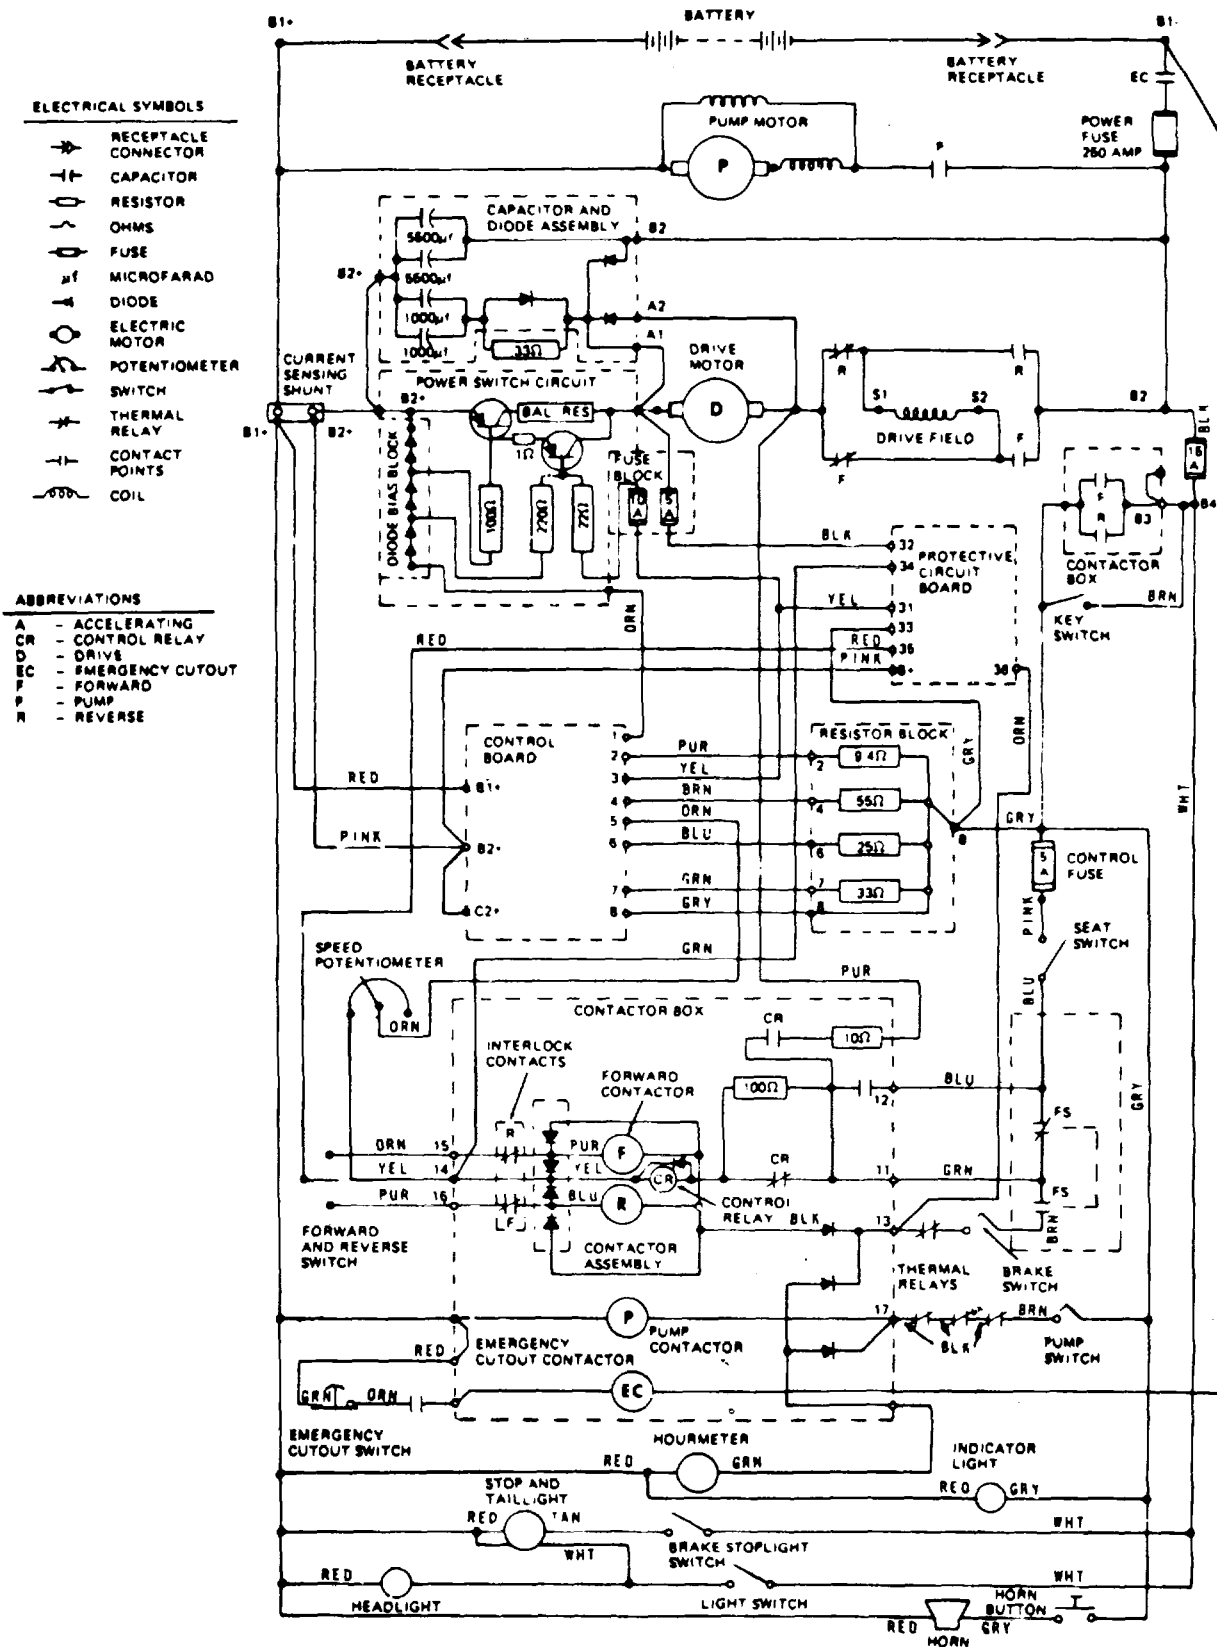 B1+
BATTERY
B1-
BATTERY
RECEPTACLE
BATTERY
RECEPTACLE
EC
POWER
FUSE
250 AMP
PUMP MOTOR
P
P
ELECTRICAL SYMBOLS
RECEPTACLE
CONNECTOR
CAPACITOR
RESISTOR
OHMS
FUSE
µf MICROFARAD
DIODE
ELECTRIC
MOTOR
POTENTIOMETER
SWITCH
THERMAL
RELAY
CONTACT
POINTS
COIL
ABBREVIATIONS
A - ACCELERATING
CR - CONTROL RELAY
D - DRIVE
EC - EMERGENCY CUTOUT
F - FORWARD
P - PUMP
R - REVERSE
CAPACITOR AND
DIODE ASSEMBLY
B2
5600µf
B2+
5600µf
1000µf
1000µf
33Ω
A2
A1
CURRENT
SENSING
SHUNT
B1+
B2+
POWER SWITCH CIRCUIT
B2+
BAL RES
1Ω
DIODE BIAS BLOCK
100Ω
220Ω
22Ω
FUSE
BLOCK
10
A
5
A
DRIVE
MOTOR
D
R
R
S1
S2
DRIVE FIELD
F
F
B2
BLK
15
A
F
R
B3
B4
CONTACTOR
BOX
BRN
KEY
SWITCH
BLK
32
34
PROTECTIVE
CIRCUIT
BOARD
YEL
31
33
RED
35
PINK
B+
38
ORN
RED
ORN
GRY
WHT
CONTROL
BOARD
1
2
3
4
5
6
7
8
B1+
B2+
C2+
RED
PINK
PUR
YEL
BRN
ORN
BLU
GRN
GRY
RESISTOR BLOCK
2
9.4Ω
4
55Ω
6
25Ω
7
33Ω
8
8
GRY
5
A
CONTROL
FUSE
PINK
SEAT
SWITCH
BLU
GRN
PUR
SPEED
POTENTIOMETER
ORN
CONTACTOR BOX
CR
10Ω
INTERLOCK
CONTACTS
FORWARD
CONTACTOR
100Ω
12
BLU
FS
GRY
R
ORN
15
PUR
F
YEL
14
YEL
CR
CR
11
GRN
PUR
16
BLU
R
F
CONTROL
RELAY
BLK
13
FS
BRN
FORWARD
AND REVERSE
SWITCH
CONTACTOR
ASSEMBLY
THERMAL
RELAYS
BRAKE
SWITCH
P
PUMP
CONTACTOR
17
BRN
BLK
PUMP
SWITCH
RED
EMERGENCY
CUTOUT CONTACTOR
EC
GRN
ORN
EMERGENCY
CUTOUT SWITCH
HOURMETER
RED
GRN
INDICATOR
LIGHT
RED
GRY
STOP AND
TAILLIGHT
RED
TAN
WHT
BRAKE STOPLIGHT
SWITCH
WHT
RED
HEADLIGHT
LIGHT SWITCH
WHT
HORN
BUTTON
RED
GRY
HORN